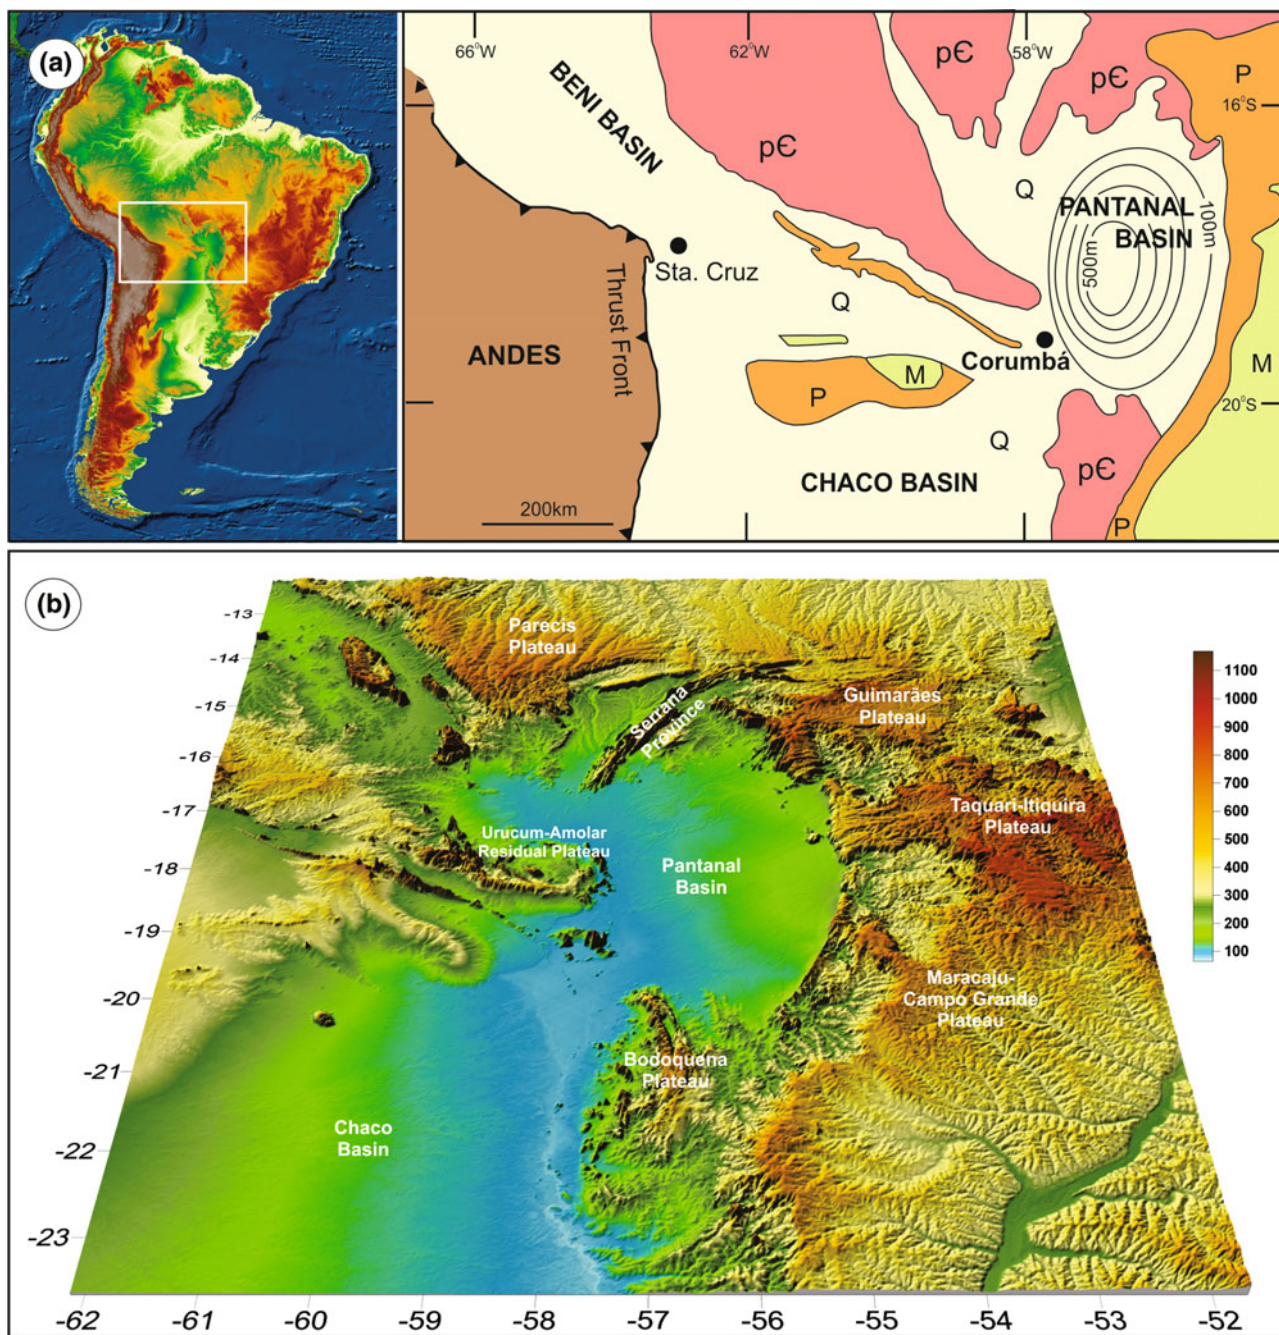 (a)
66°W
62°W
58°W
BENI BASIN
pЄ
pЄ
pЄ
P
16°S
Q
PANTANAL
BASIN
100m
500m
Sta. Cruz
Thrust Front
Q
ANDES
Corumbá
M
P
M
20°S
Q
pЄ
CHACO BASIN
200km
P
(b)
-13
-14
-15
-16
-17
-18
-19
-20
-21
-22
-23
Parecis
Plateau
Serrana
Province
Guimarães
Plateau
Taquari-Itiquira
Plateau
Urucum-Amolar
Residual Plateau
Pantanal
Basin
Maracaju-
Campo Grande
Plateau
Bodoquena
Plateau
Chaco
Basin
1100
1000
900
800
700
600
500
400
300
200
100
-62 -61 -60 -59 -58 -57 -56 -55 -54 -53 -52